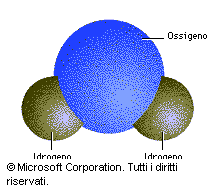 Ossigeno
Idrogeno Idrogeno
© Microsoft Corporation. Tutti i diritti
riservati.